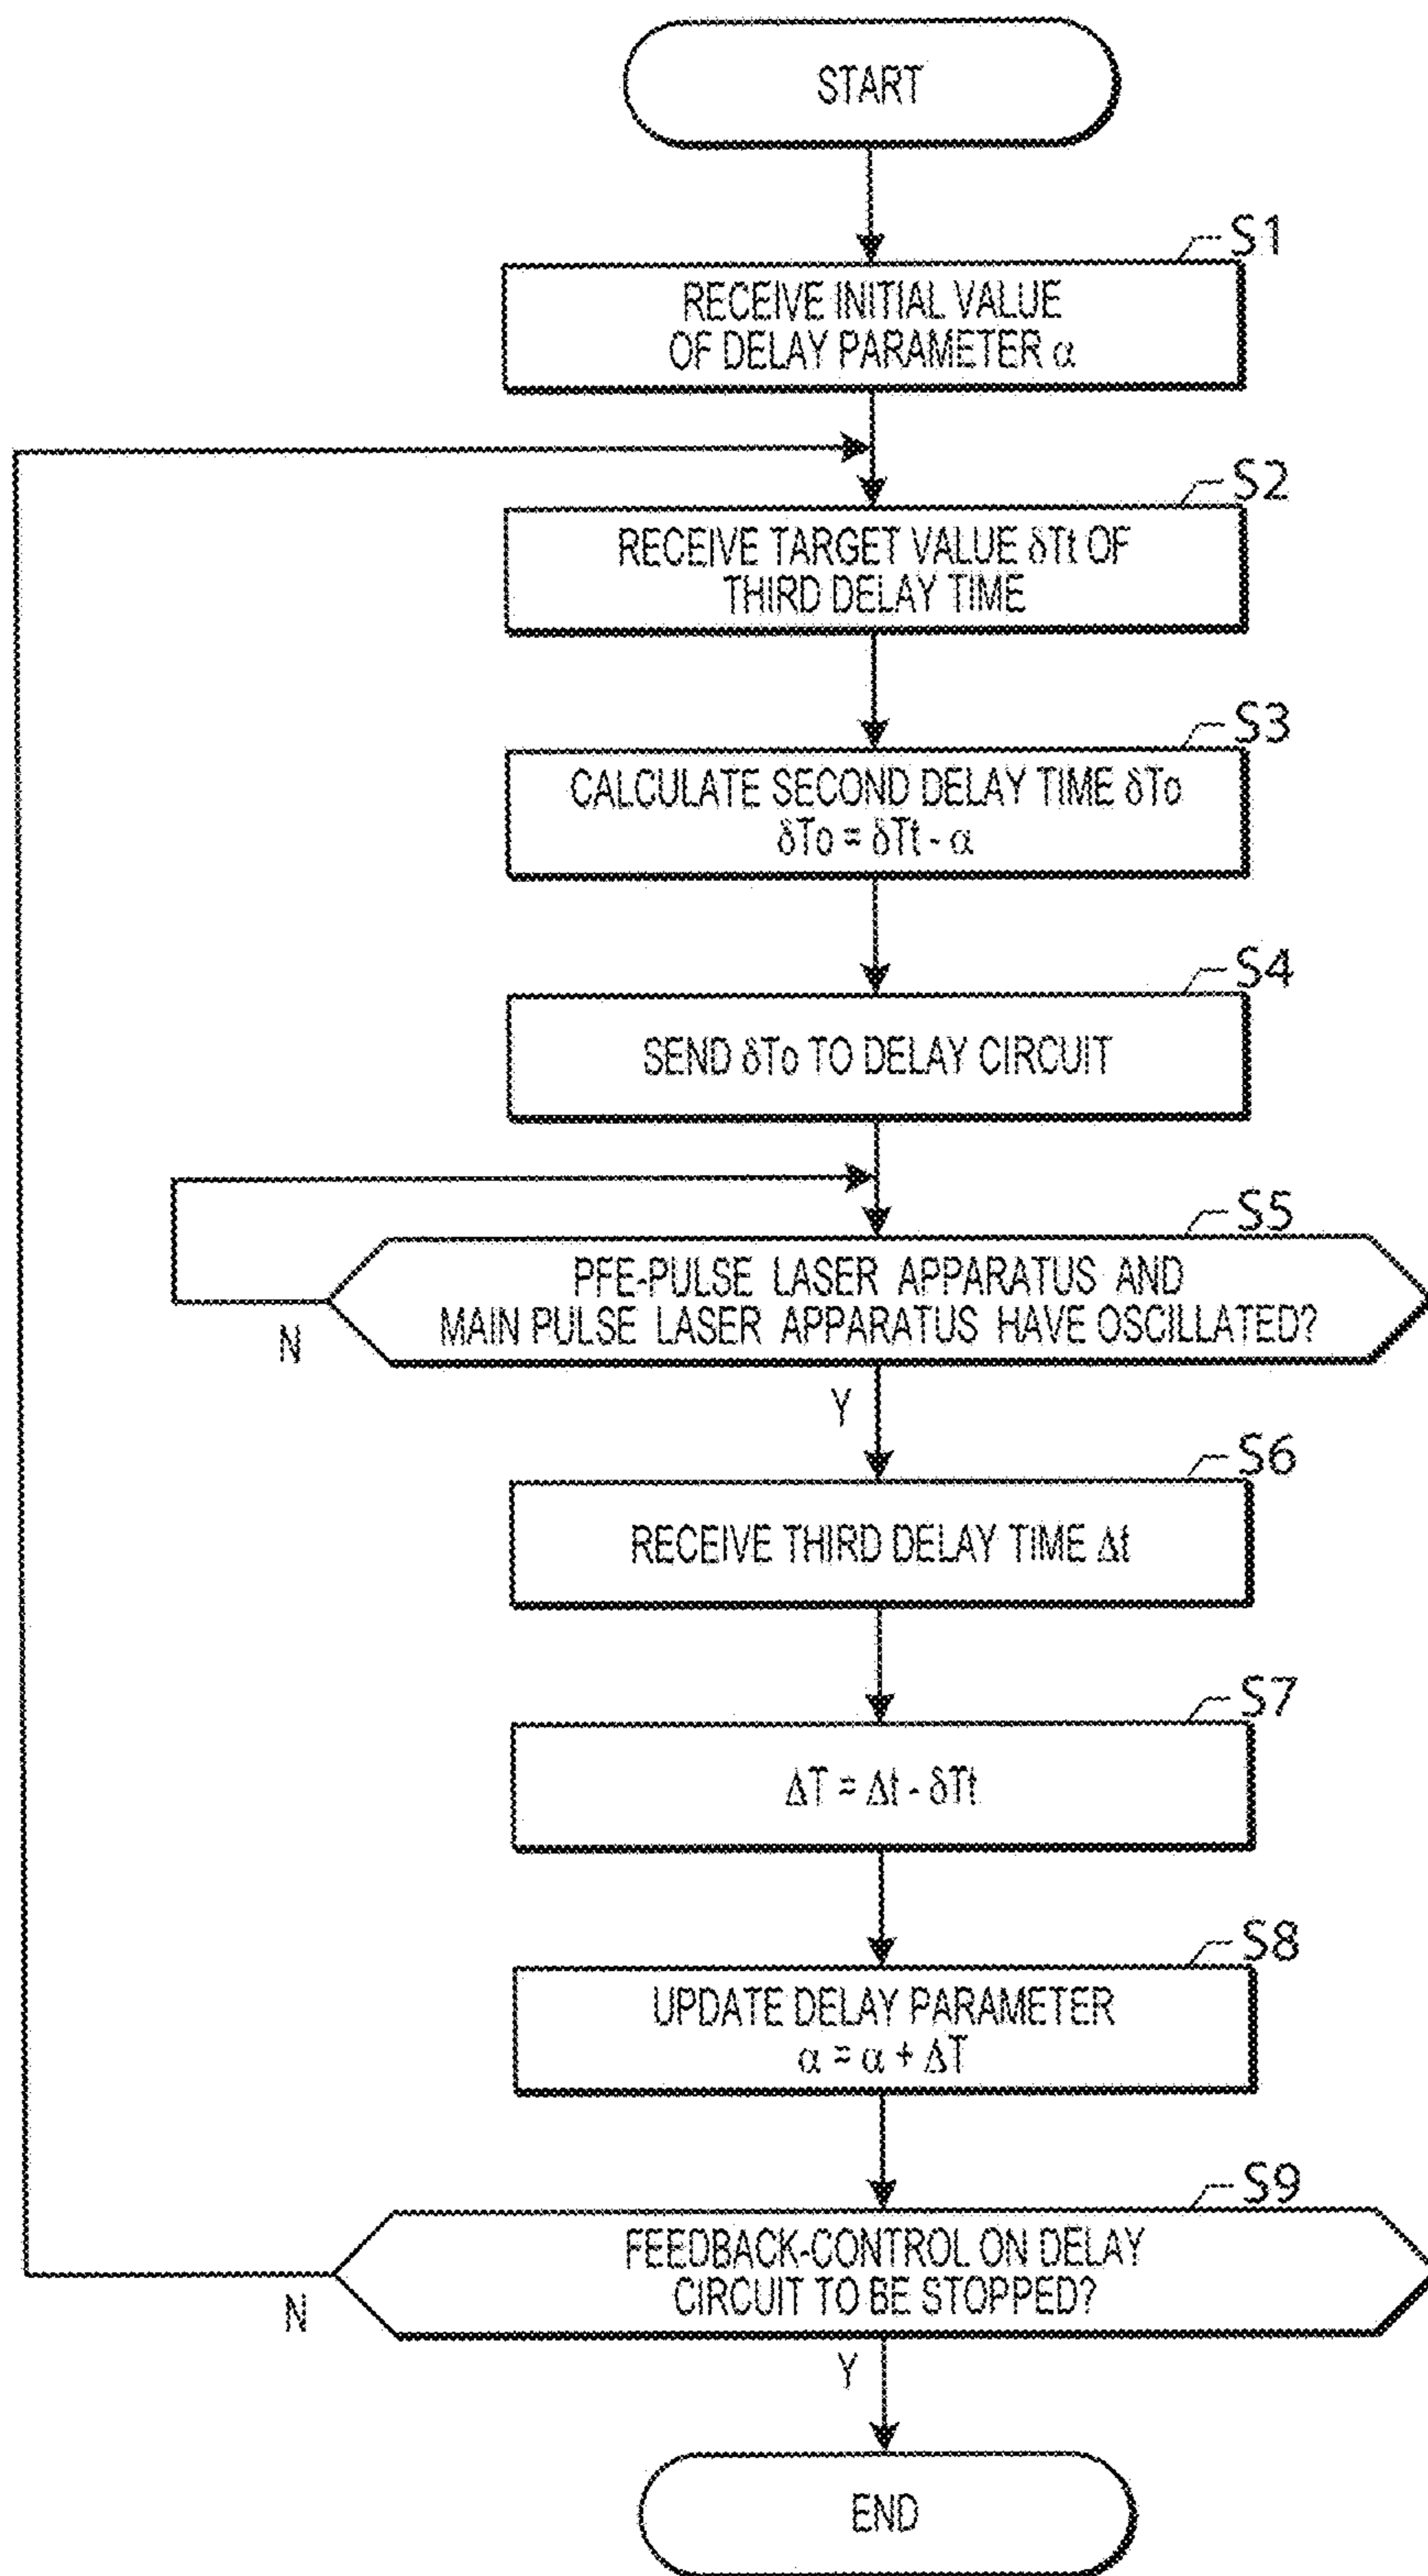 START
S1
RECEIVE INITIAL VALUE
OF DELAY PARAMETER α
S2
RECEIVE TARGET VALUE δTt OF
THIRD DELAY TIME
S3
CALCULATE SECOND DELAY TIME δTo
δTo = δTt - α
S4
SEND δTo TO DELAY CIRCUIT
S5
PFE-PULSE LASER APPARATUS AND
MAIN PULSE LASER APPARATUS HAVE OSCILLATED?
N
Y
S6
RECEIVE THIRD DELAY TIME Δt
S7
ΔT = Δt - δTt
S8
UPDATE DELAY PARAMETER
α = α + ΔT
S9
FEEDBACK-CONTROL ON DELAY
CIRCUIT TO BE STOPPED?
N
Y
END